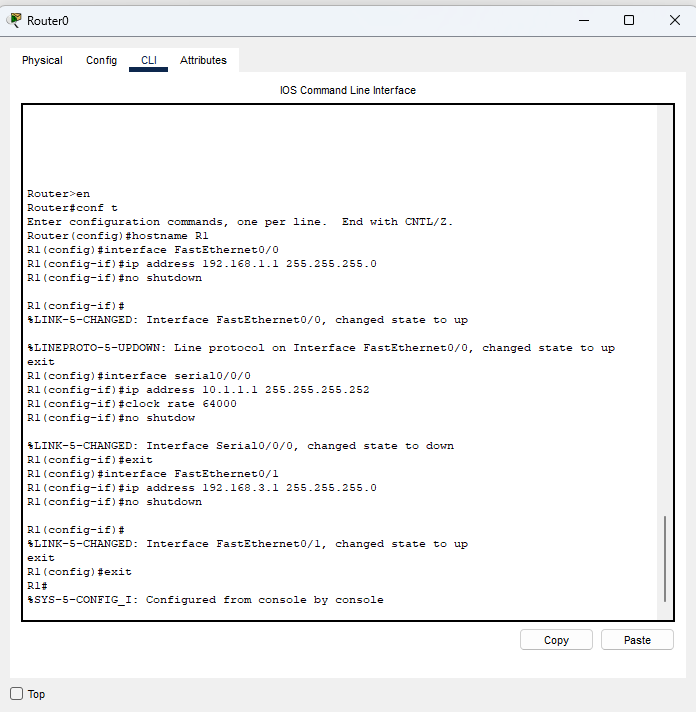 Router0
Physical Config CLI Attributes
IOS Command Line Interface
Router>en
Router#conf t
Enter configuration commands, one per line.  End with CNTL/Z.
Router(config)#hostname R1
R1(config)#interface FastEthernet0/0
R1(config-if)#ip address 192.168.1.1 255.255.255.0
R1(config-if)#no shutdown
R1(config-if)#
%LINK-5-CHANGED: Interface FastEthernet0/0, changed state to up
%LINEPROTO-5-UPDOWN: Line protocol on Interface FastEthernet0/0, changed state to up
exit
R1(config)#interface serial0/0/0
R1(config-if)#ip address 10.1.1.1 255.255.255.252
R1(config-if)#clock rate 64000
R1(config-if)#no shutdow
%LINK-5-CHANGED: Interface Serial0/0/0, changed state to down
R1(config-if)#exit
R1(config)#interface FastEthernet0/1
R1(config-if)#ip address 192.168.3.1 255.255.255.0
R1(config-if)#no shutdown
R1(config-if)#
%LINK-5-CHANGED: Interface FastEthernet0/1, changed state to up
exit
R1(config)#exit
R1#
%SYS-5-CONFIG_I: Configured from console by console
Copy Paste
Top